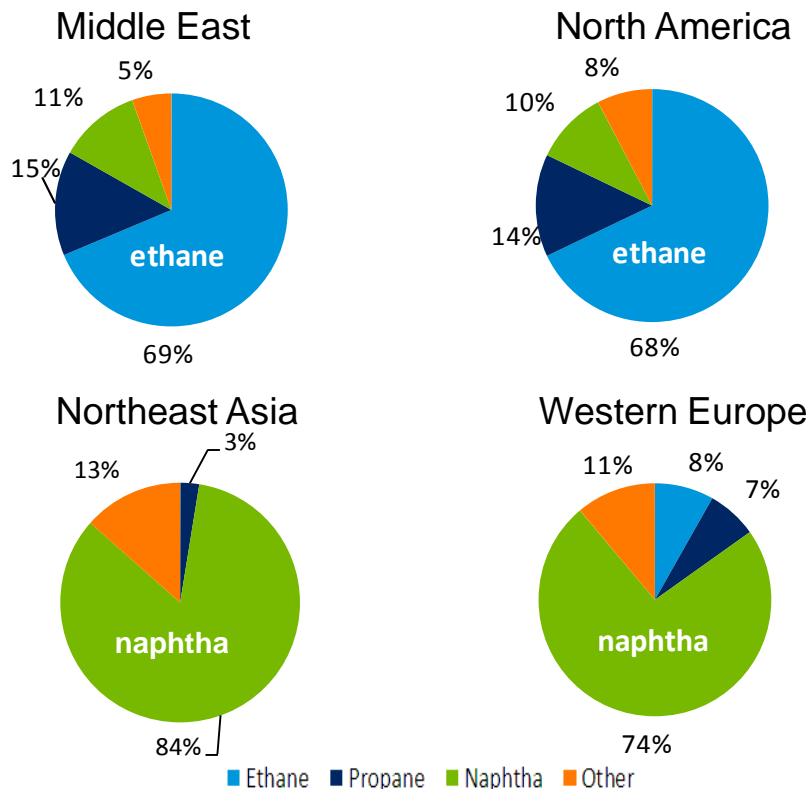 Middle East
5%
11%
15%
ethane
69%
North America
8%
10%
14%
ethane
68%
Northeast Asia
3%
13%
naphtha
84%
Western Europe
11%
8%
7%
naphtha
74%
Ethane Propane Naphtha Other